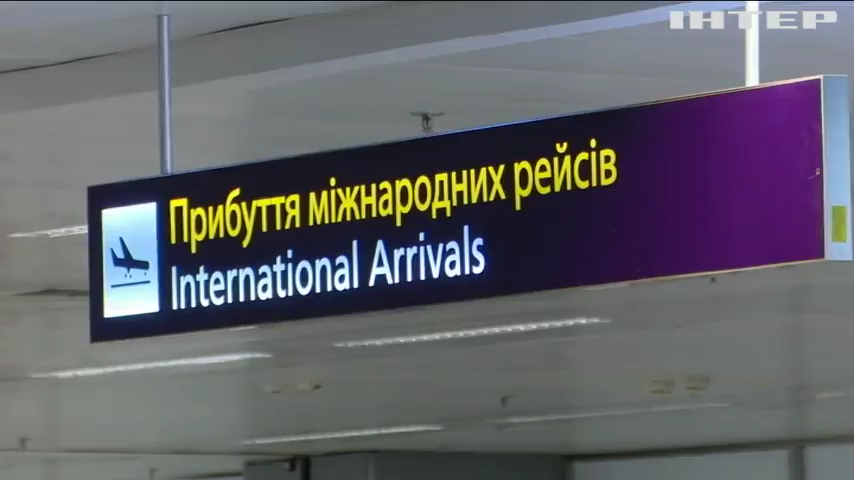 ІНТЕР
Прибуття міжнародних рейсів
International Arrivals